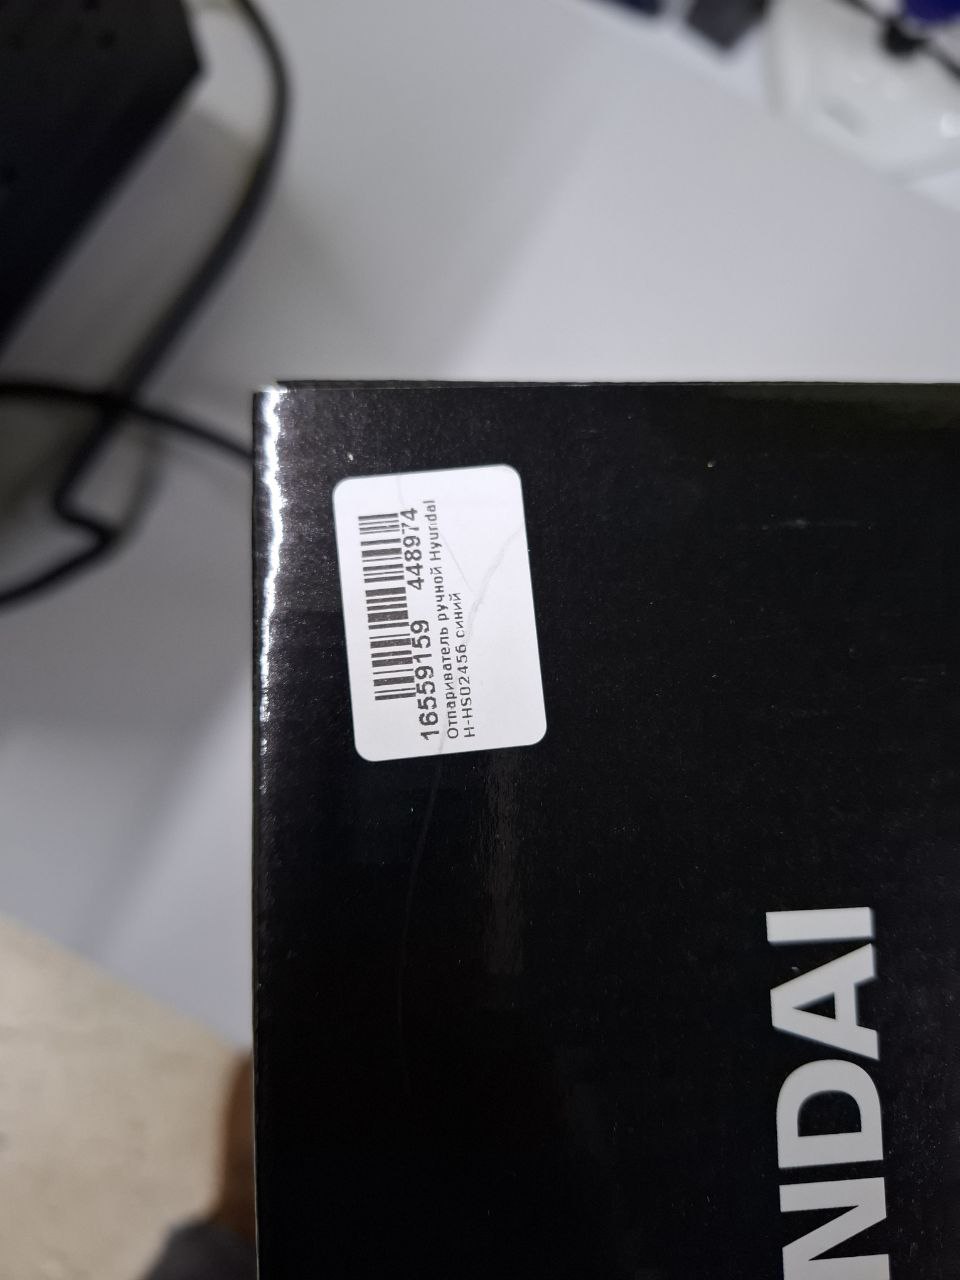 16559159 448974
Отпариватель ручной Hyundai
H-HS02456 синий
NDAI